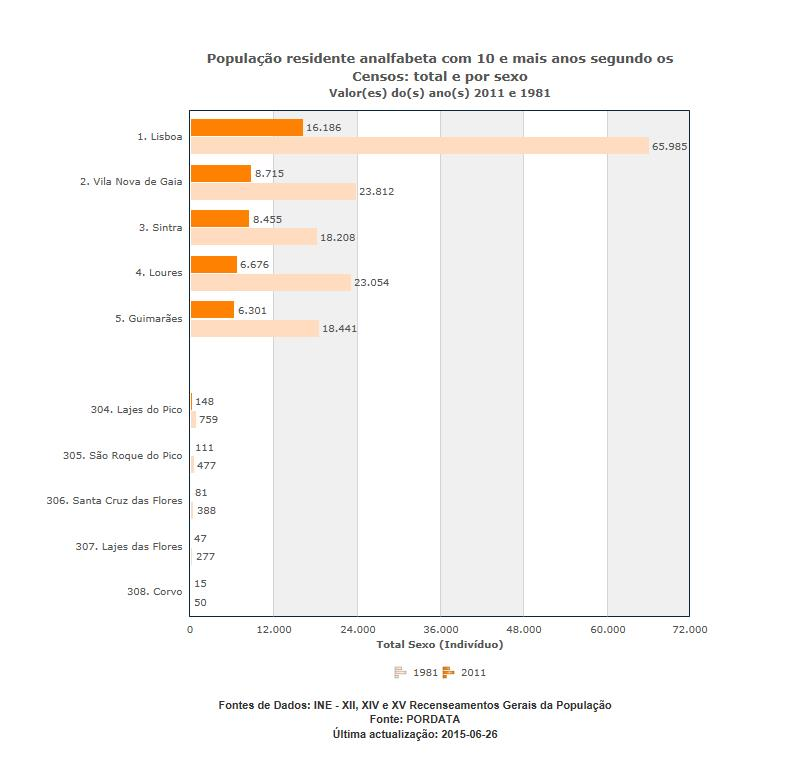 População residente analfabeta com 10 e mais anos segundo os
Censos: total e por sexo
Valor(es) do(s) ano(s) 2011 e 1981
1. Lisboa
16.186
65.985
2. Vila Nova de Gaia
8.715
23.812
3. Sintra
8.455
18.208
4. Loures
6.676
23.054
5. Guimarães
6.301
18.441
304. Lajes do Pico
148
759
305. São Roque do Pico
111
477
306. Santa Cruz das Flores
81
388
307. Lajes das Flores
47
277
308. Corvo
15
50
0 12.000 24.000 36.000 48.000 60.000 72.000
Total Sexo (Indivíduo)
1981 2011
Fontes de Dados: INE - XII, XIV e XV Recenseamentos Gerais da População
Fonte: PORDATA
Última actualização: 2015-06-26